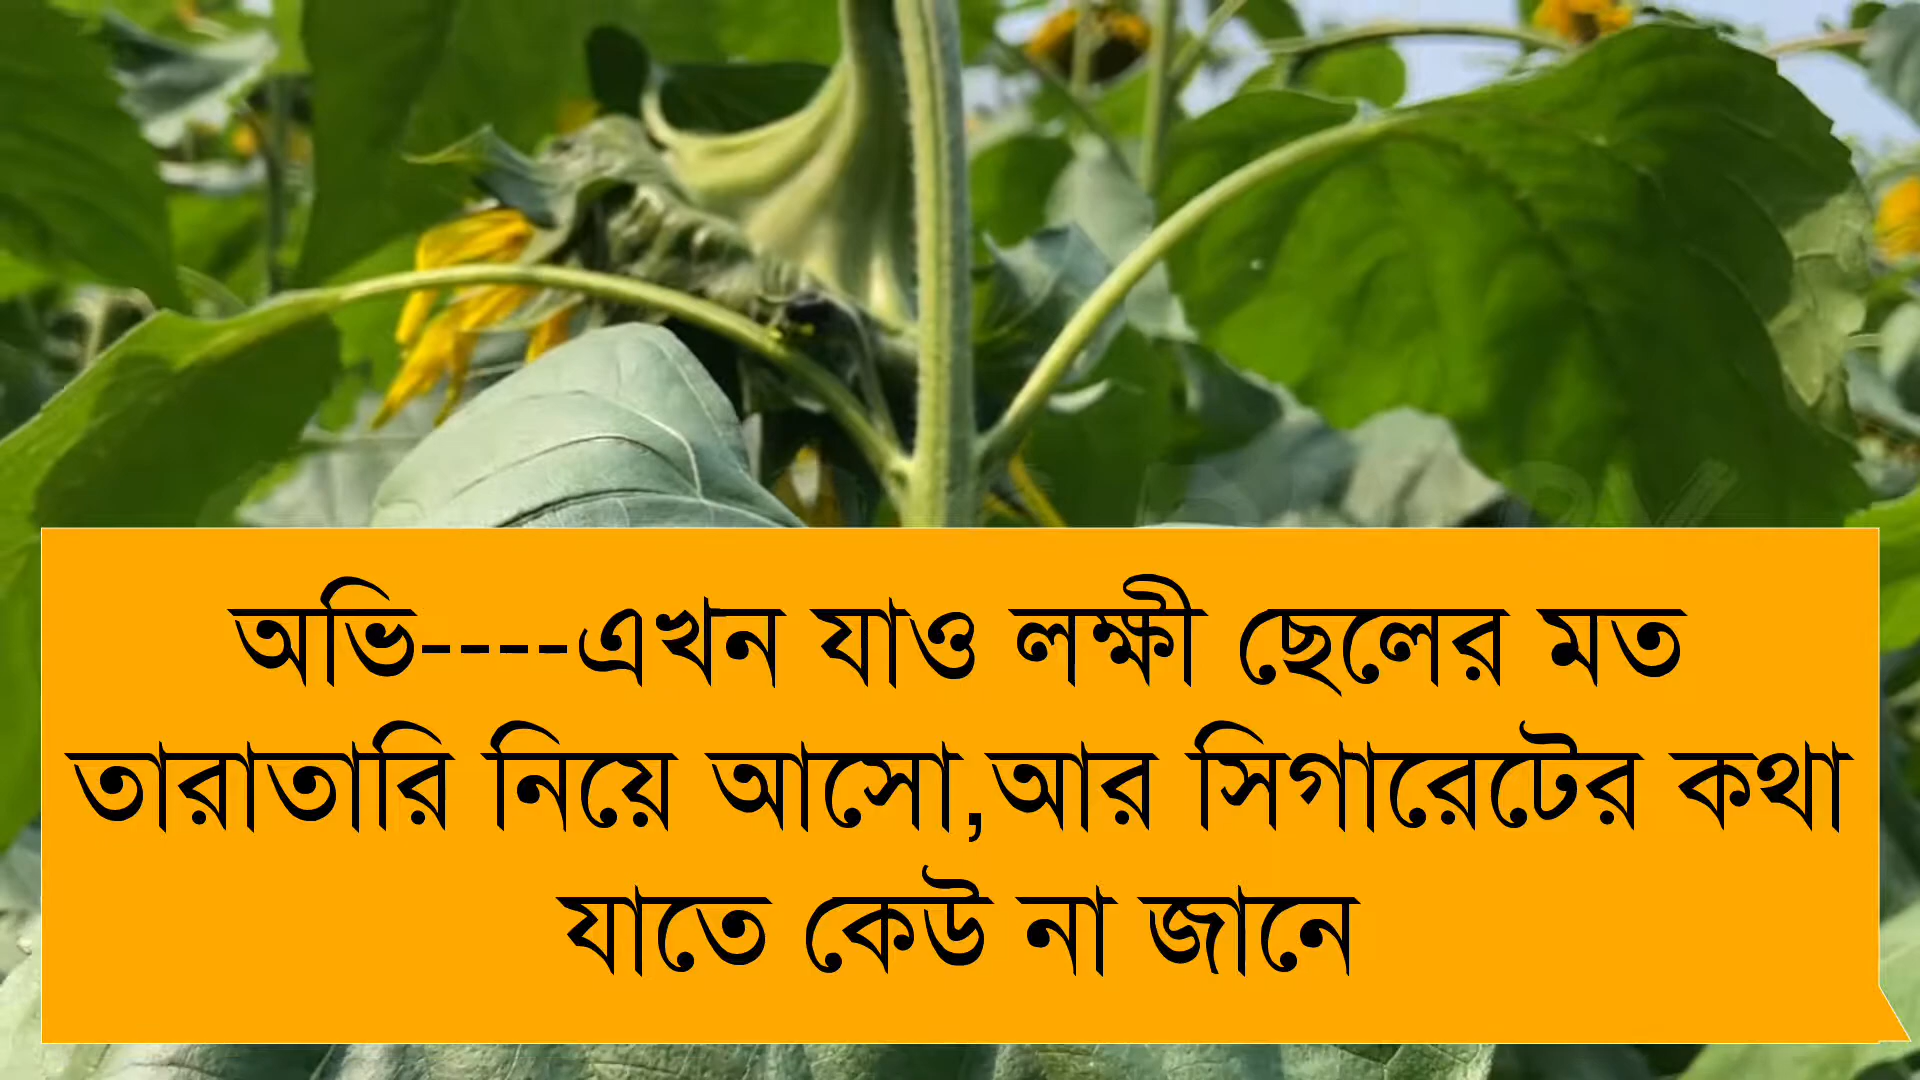 অভি----এখন যাও লক্ষী ছেলের মত
তারাতারি নিয়ে আসো,আর সিগারেটের কথা
যাতে কেউ না জানে